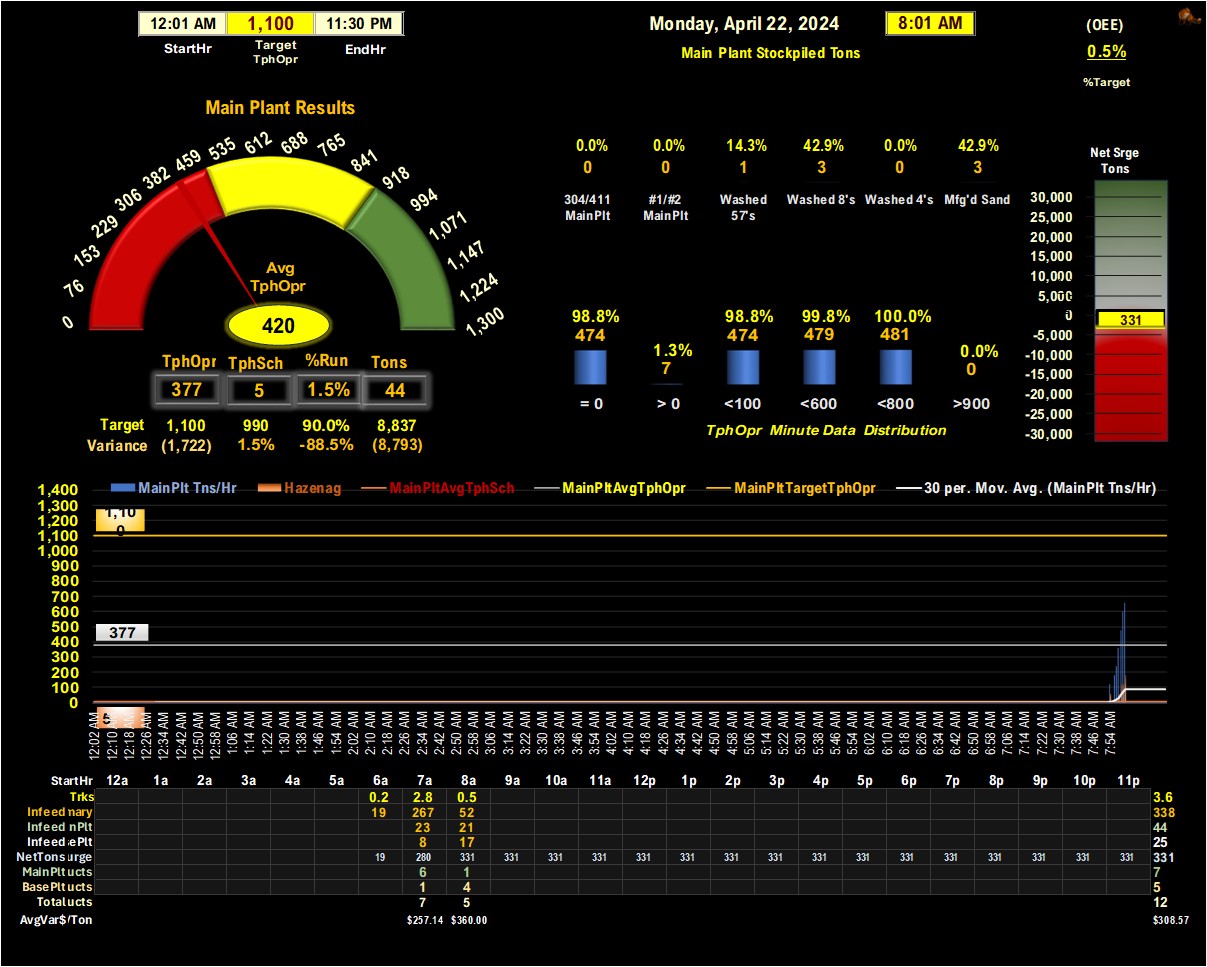 12:01 AM 1,100 11:30 PM
StartHr Target TphOpr EndHr
Monday, April 22, 2024 8:01 AM
Main Plant Stockpiled Tons
(OEE)
0.5%
%Target
Main Plant Results
0 76 153 229 306 382 459 535 612 688 765 841 918 994 1,071 1,147 1,224 1,300
Avg
TphOpr
420
TphOpr TphSch %Run Tons
377 5 1.5% 44
Target 1,100 990 90.0% 8,837
Variance (1,722) 1.5% -88.5% (8,793)
0.0% 0.0% 14.3% 42.9% 0.0% 42.9%
0 0 1 3 0 3
304/411 #1/#2 Washed Washed 8's Washed 4's Mfg'd Sand
MainPlt MainPlt 57's
98.8% 98.8% 99.8% 100.0%
474 474 479 481
1.3% 0.0%
7 0
= 0 > 0 <100 <600 <800 >900
TphOpr Minute Data Distribution
Net Srge
Tons
30,000
25,000
20,000
15,000
10,000
5,000
0
331
-5,000
-10,000
-15,000
-20,000
-25,000
-30,000
MainPlt Tns/Hr Hazenag MainPltAvgTphSch MainPltAvgTphOpr MainPltTargetTphOpr 30 per. Mov. Avg. (MainPlt Tns/Hr)
1,400
1,300
1,200
1,100
1,000
900
800
700
600
500
400
300
200
100
0
1,10
0
377
5
12:02 AM 12:10 AM 12:18 AM 12:26 AM 12:34 AM 12:42 AM 12:50 AM 12:58 AM 1:06 AM 1:14 AM 1:22 AM 1:30 AM 1:38 AM 1:46 AM 1:54 AM 2:02 AM 2:10 AM 2:18 AM 2:26 AM 2:34 AM 2:42 AM 2:50 AM 2:58 AM 3:06 AM 3:14 AM 3:22 AM 3:30 AM 3:38 AM 3:46 AM 3:54 AM 4:02 AM 4:10 AM 4:18 AM 4:26 AM 4:34 AM 4:42 AM 4:50 AM 4:58 AM 5:06 AM 5:14 AM 5:22 AM 5:30 AM 5:38 AM 5:46 AM 5:54 AM 6:02 AM 6:10 AM 6:18 AM 6:26 AM 6:34 AM 6:42 AM 6:50 AM 6:58 AM 7:06 AM 7:14 AM 7:22 AM 7:30 AM 7:38 AM 7:46 AM 7:54 AM
StartHr 12a 1a 2a 3a 4a 5a 6a 7a 8a 9a 10a 11a 12p 1p 2p 3p 4p 5p 6p 7p 8p 9p 10p 11p
Trks 0.2 2.8 0.5 3.6
Infeed mary 19 267 52 338
Infeed nPlt 23 21 44
Infeed ePlt 8 17 25
NetTons urge 19 280 331 331 331 331 331 331 331 331 331 331 331 331 331 331 331 331 331
MainPlt ucts 6 1 7
BasePlt ucts 1 4 5
Total ucts 7 5 12
AvgVar$/Ton $257.14 $360.00 $308.57